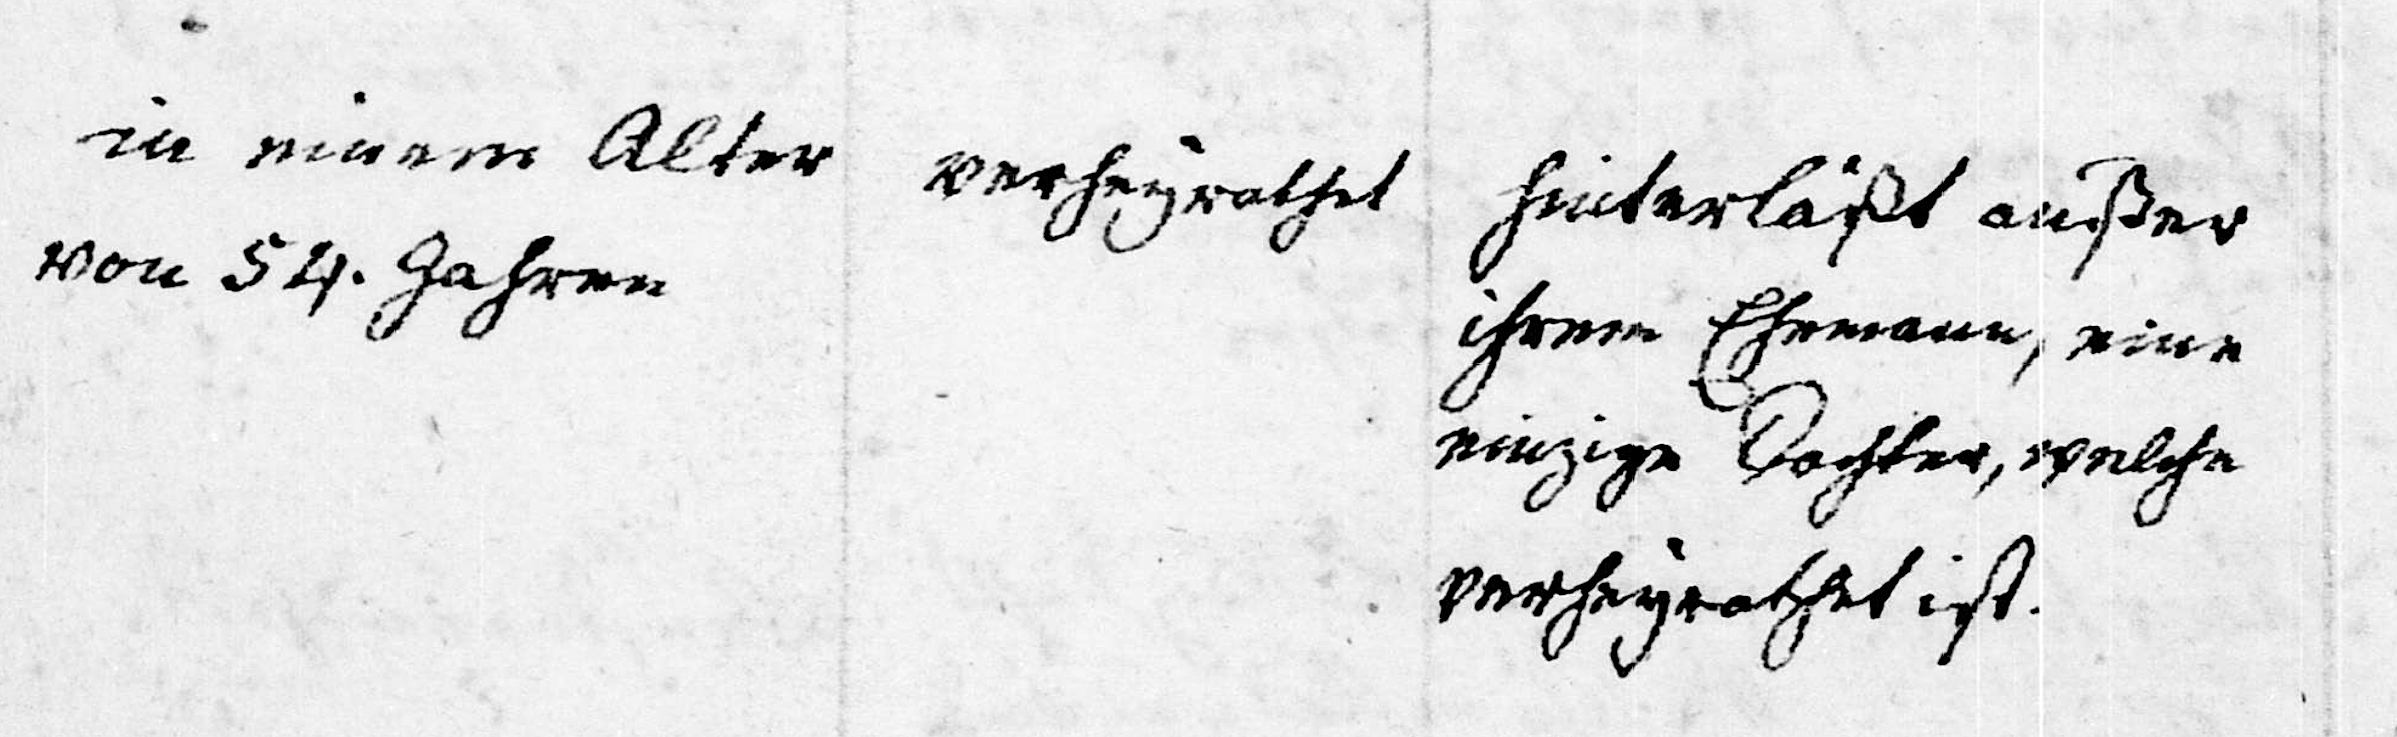 in einem Alter
von 54. Jahren
verheyrathet
hinterläßt außer
ihrem Ehemann, eine
einzige Tochter, welche
verheyrathet ist.